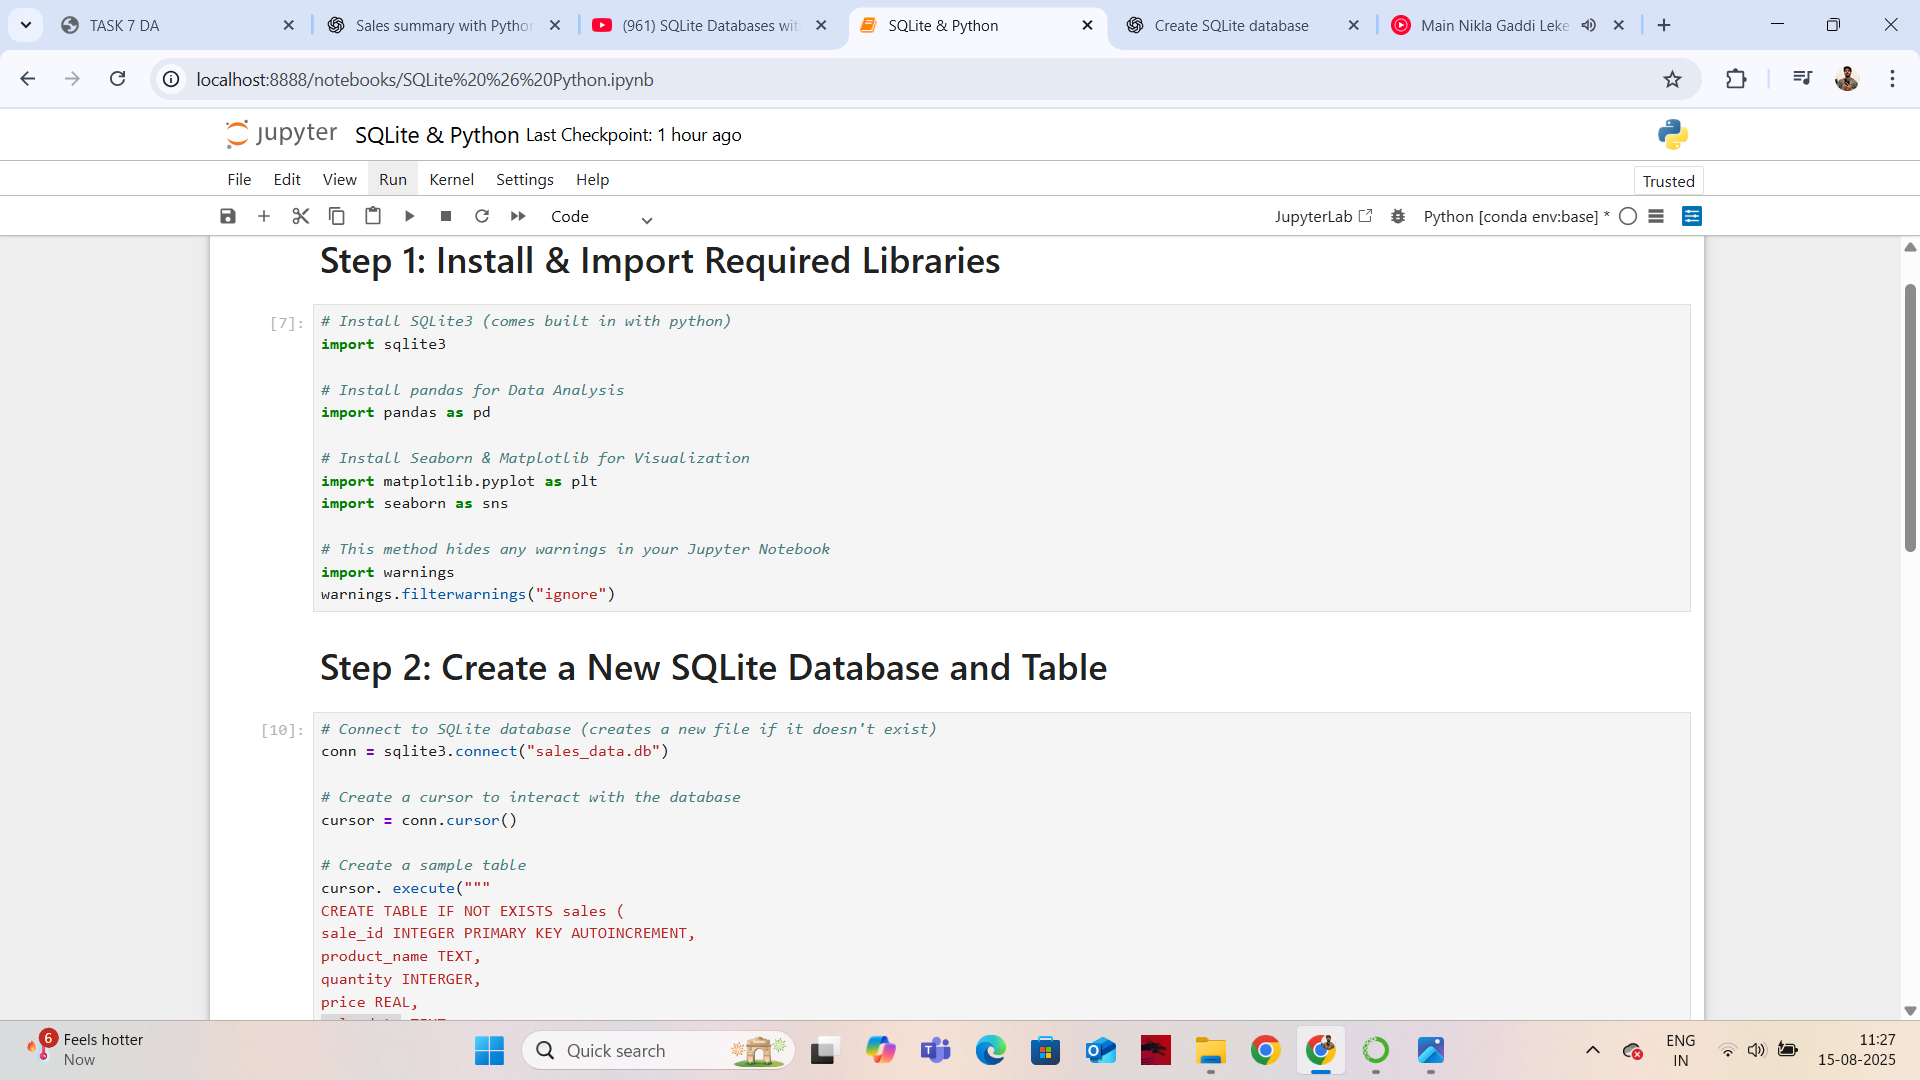 TASK 7 DA
Sales summary with Python
(961) SQLite Databases wit
SQLite & Python
Create SQLite database
Main Nikla Gaddi Leke
localhost:8888/notebooks/SQLite%20%26%20Python.ipynb
jupyter SQLite & Python Last Checkpoint: 1 hour ago
File Edit View Run Kernel Settings Help
Trusted
Code
JupyterLab
Python [conda env:base] *
Step 1: Install & Import Required Libraries
[7]:
# Install SQLite3 (comes built in with python)
import sqlite3
# Install pandas for Data Analysis
import pandas as pd
# Install Seaborn & Matplotlib for Visualization
import matplotlib.pyplot as plt
import seaborn as sns
# This method hides any warnings in your Jupyter Notebook
import warnings
warnings.filterwarnings("ignore")
Step 2: Create a New SQLite Database and Table
[10]:
# Connect to SQLite database (creates a new file if it doesn't exist)
conn = sqlite3.connect("sales_data.db")
# Create a cursor to interact with the database
cursor = conn.cursor()
# Create a sample table
cursor. execute("""
CREATE TABLE IF NOT EXISTS sales (
sale_id INTEGER PRIMARY KEY AUTOINCREMENT,
product_name TEXT,
quantity INTERGER,
price REAL,
6
Feels hotter
Now
Quick search
ENG
IN
11:27
15-08-2025